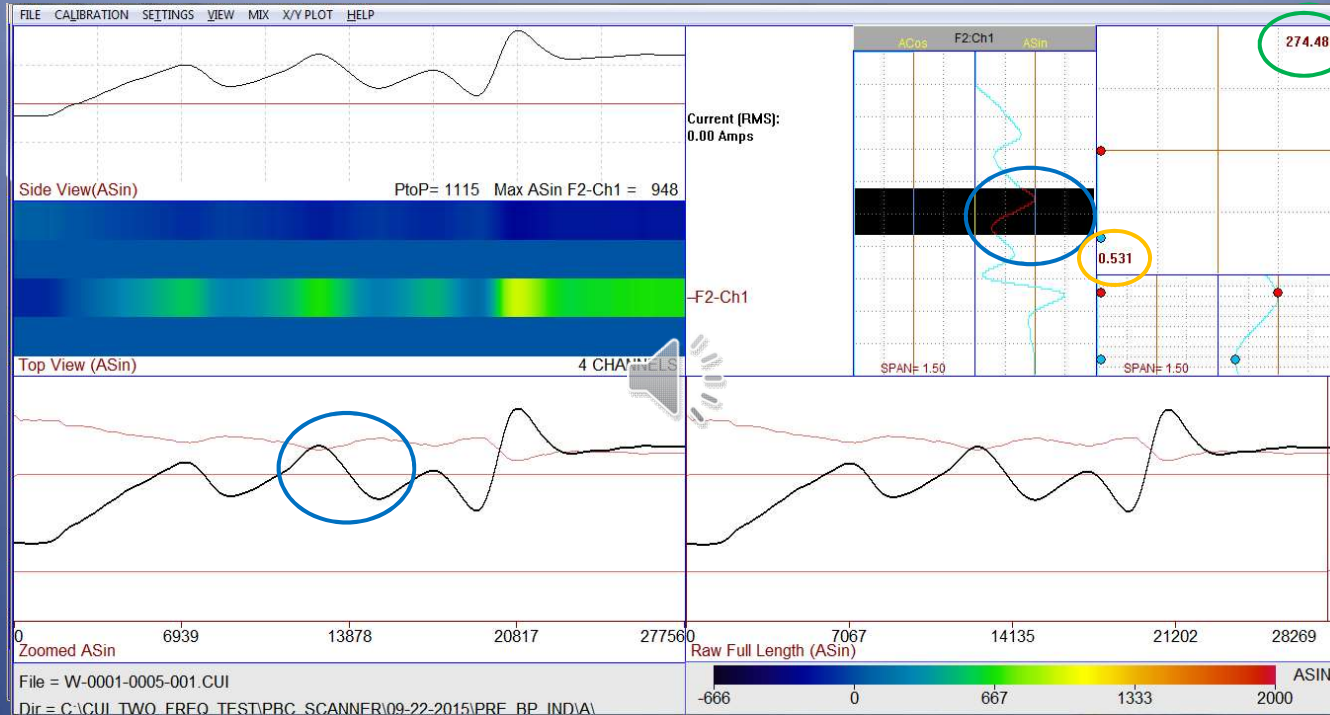 FILE CALIBRATION SETTINGS VIEW MIX X/Y PLOT HELP
Side View(ASin) PtoP= 1115 Max ASin F2-Ch1 = 948
Current (RMS):
0.00 Amps
ACos F2:Ch1 ASin
274.48
0.531
–F2-Ch1
Top View (ASin) 4 CHANNELS
SPAN= 1.50
SPAN= 1.50
0 6939 13878 20817 27756
Zoomed ASin
0 7067 14135 21202 28269
Raw Full Length (ASin)
File = W-0001-0005-001.CUI
Dir = C:\CUI_TWO_FREQ_TEST\PBC_SCANNER\09-22-2015\PRE_BP_IND\A\
ASIN
-666 0 667 1333 2000